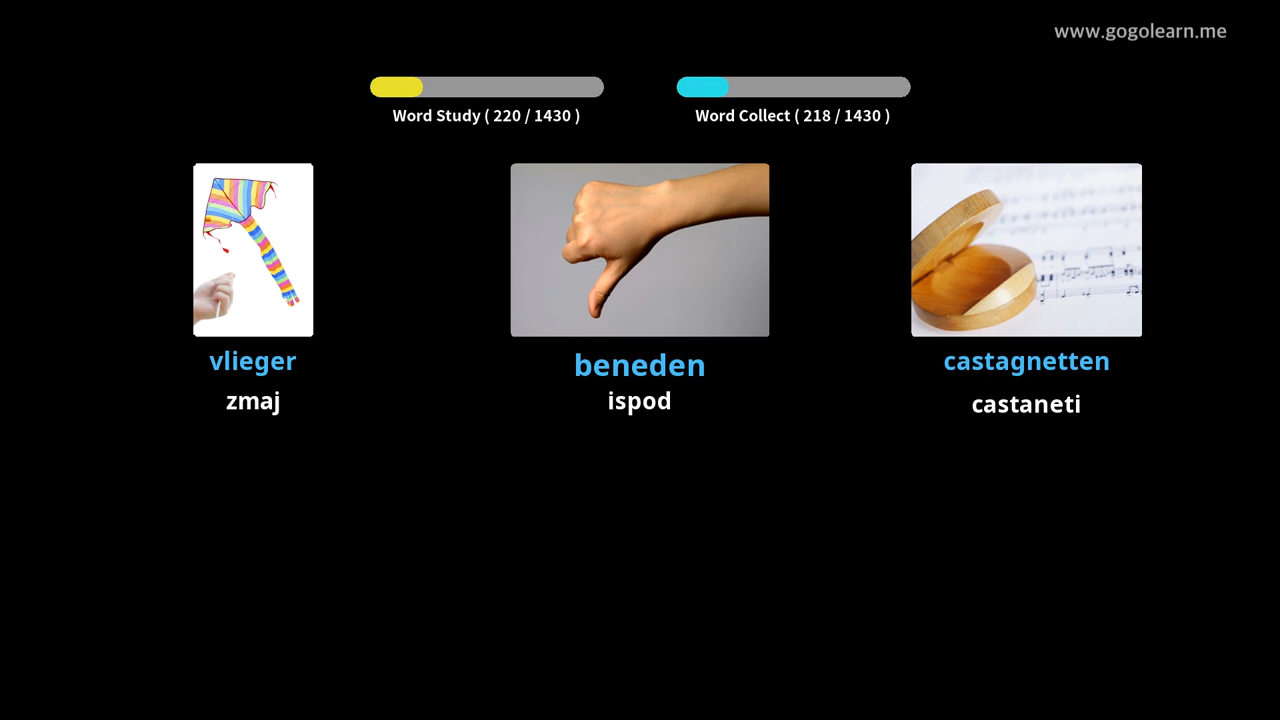 www.gogolearn.me
Word Study ( 220 / 1430 )
Word Collect ( 218 / 1430 )
vlieger
beneden
castagnetten
zmaj
ispod
castaneti